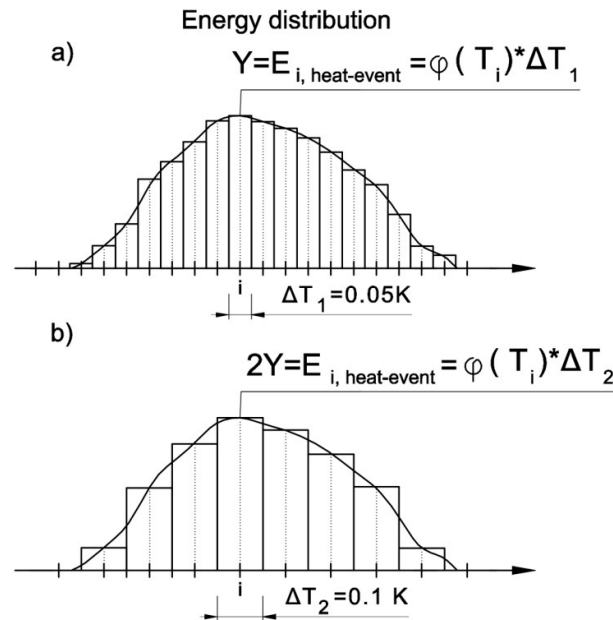 Energy distribution
a)
Y=E i, heat-event =φ( T i)*ΔT 1
i
ΔT 1=0.05K
b)
2Y=E i, heat-event =φ( T i)*ΔT 2
i
ΔT 2=0.1 K